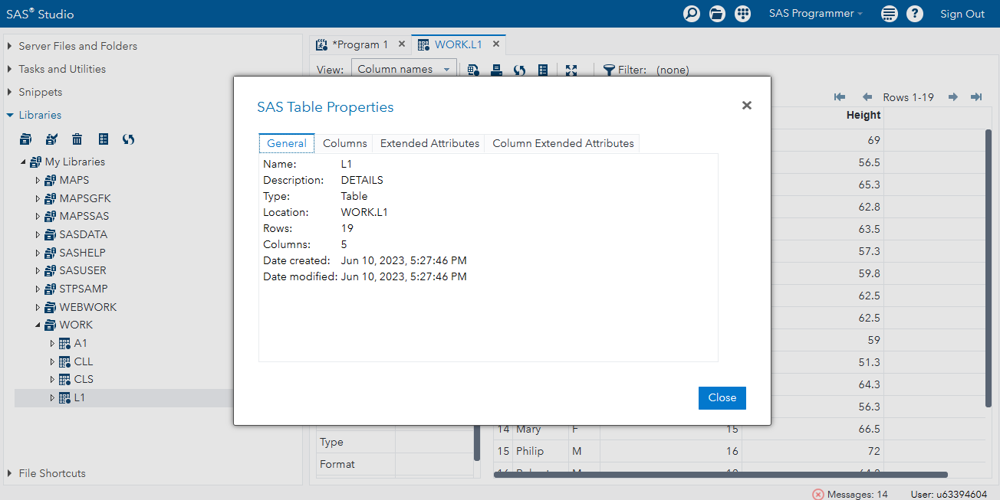 SAS® Studio
SAS Programmer
Sign Out
Server Files and Folders
Tasks and Utilities
Snippets
Libraries
My Libraries
MAPS
MAPSGFK
MAPSSAS
SASDATA
SASHELP
SASUSER
STPSAMP
WEBWORK
WORK
A1
CLL
CLS
L1
File Shortcuts
*Program 1
WORK.L1
View: Column names
Filter: (none)
Rows 1-19
SAS Table Properties
General Columns Extended Attributes Column Extended Attributes
Name: L1
Description: DETAILS
Type: Table
Location: WORK.L1
Rows: 19
Columns: 5
Date created: Jun 10, 2023, 5:27:46 PM
Date modified: Jun 10, 2023, 5:27:46 PM
Close
Height
69
56.5
65.3
62.8
63.5
57.3
59.8
62.5
62.5
59
51.3
64.3
56.3
14 Mary F 15 66.5
15 Philip M 16 72
Type
Format
Messages: 14
User: u63394604